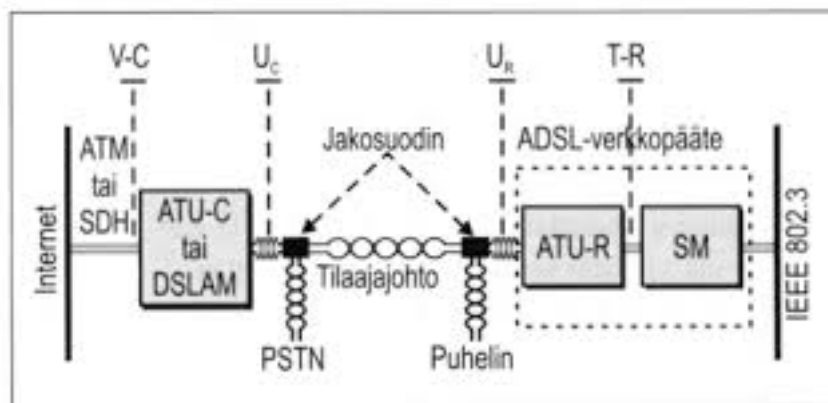 V-C
U_C
U_R
T-R
Internet
ATM
tai
SDH
ATU-C
tai
DSLAM
Jakosuodin
Tilaajajohto
PSTN
Puhelin
ADSL-verkkopääte
ATU-R
SM
IEEE 802.3